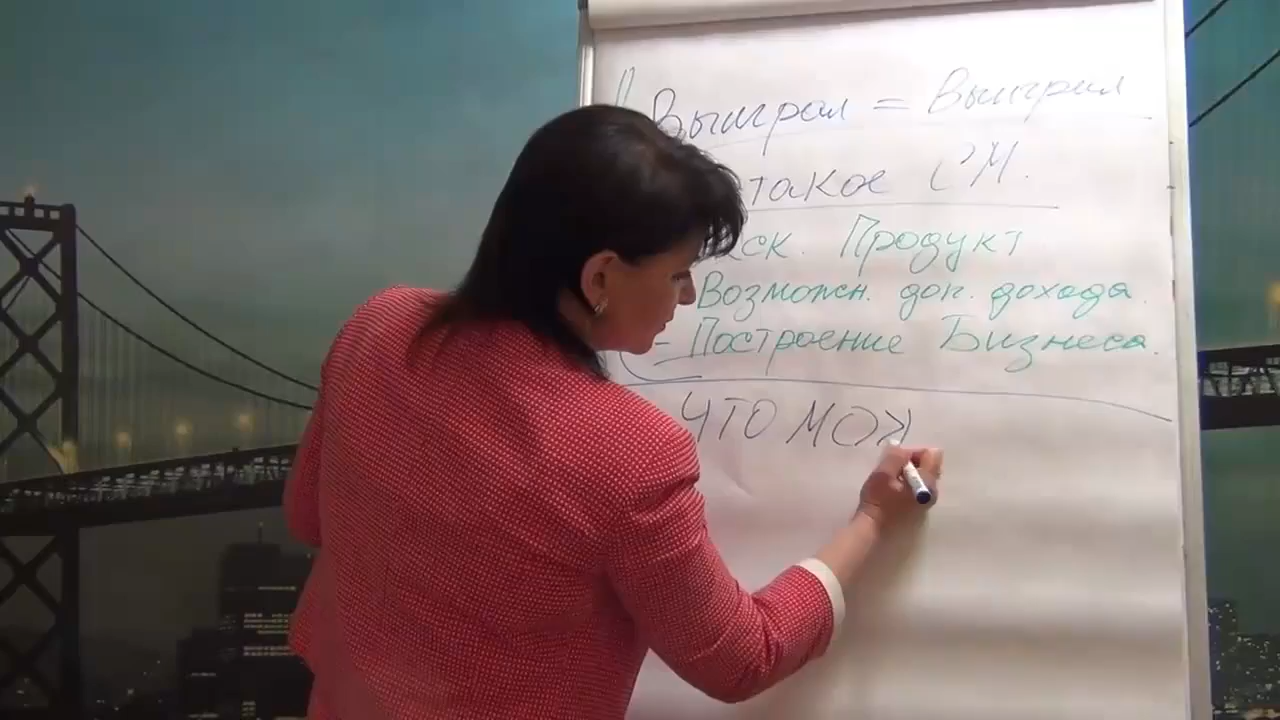 Выиграл = Выиграл
такое СМ.
Продукт
Возможн. доп. дохода.
- Построение Бизнеса.
ЧТО МОЖ